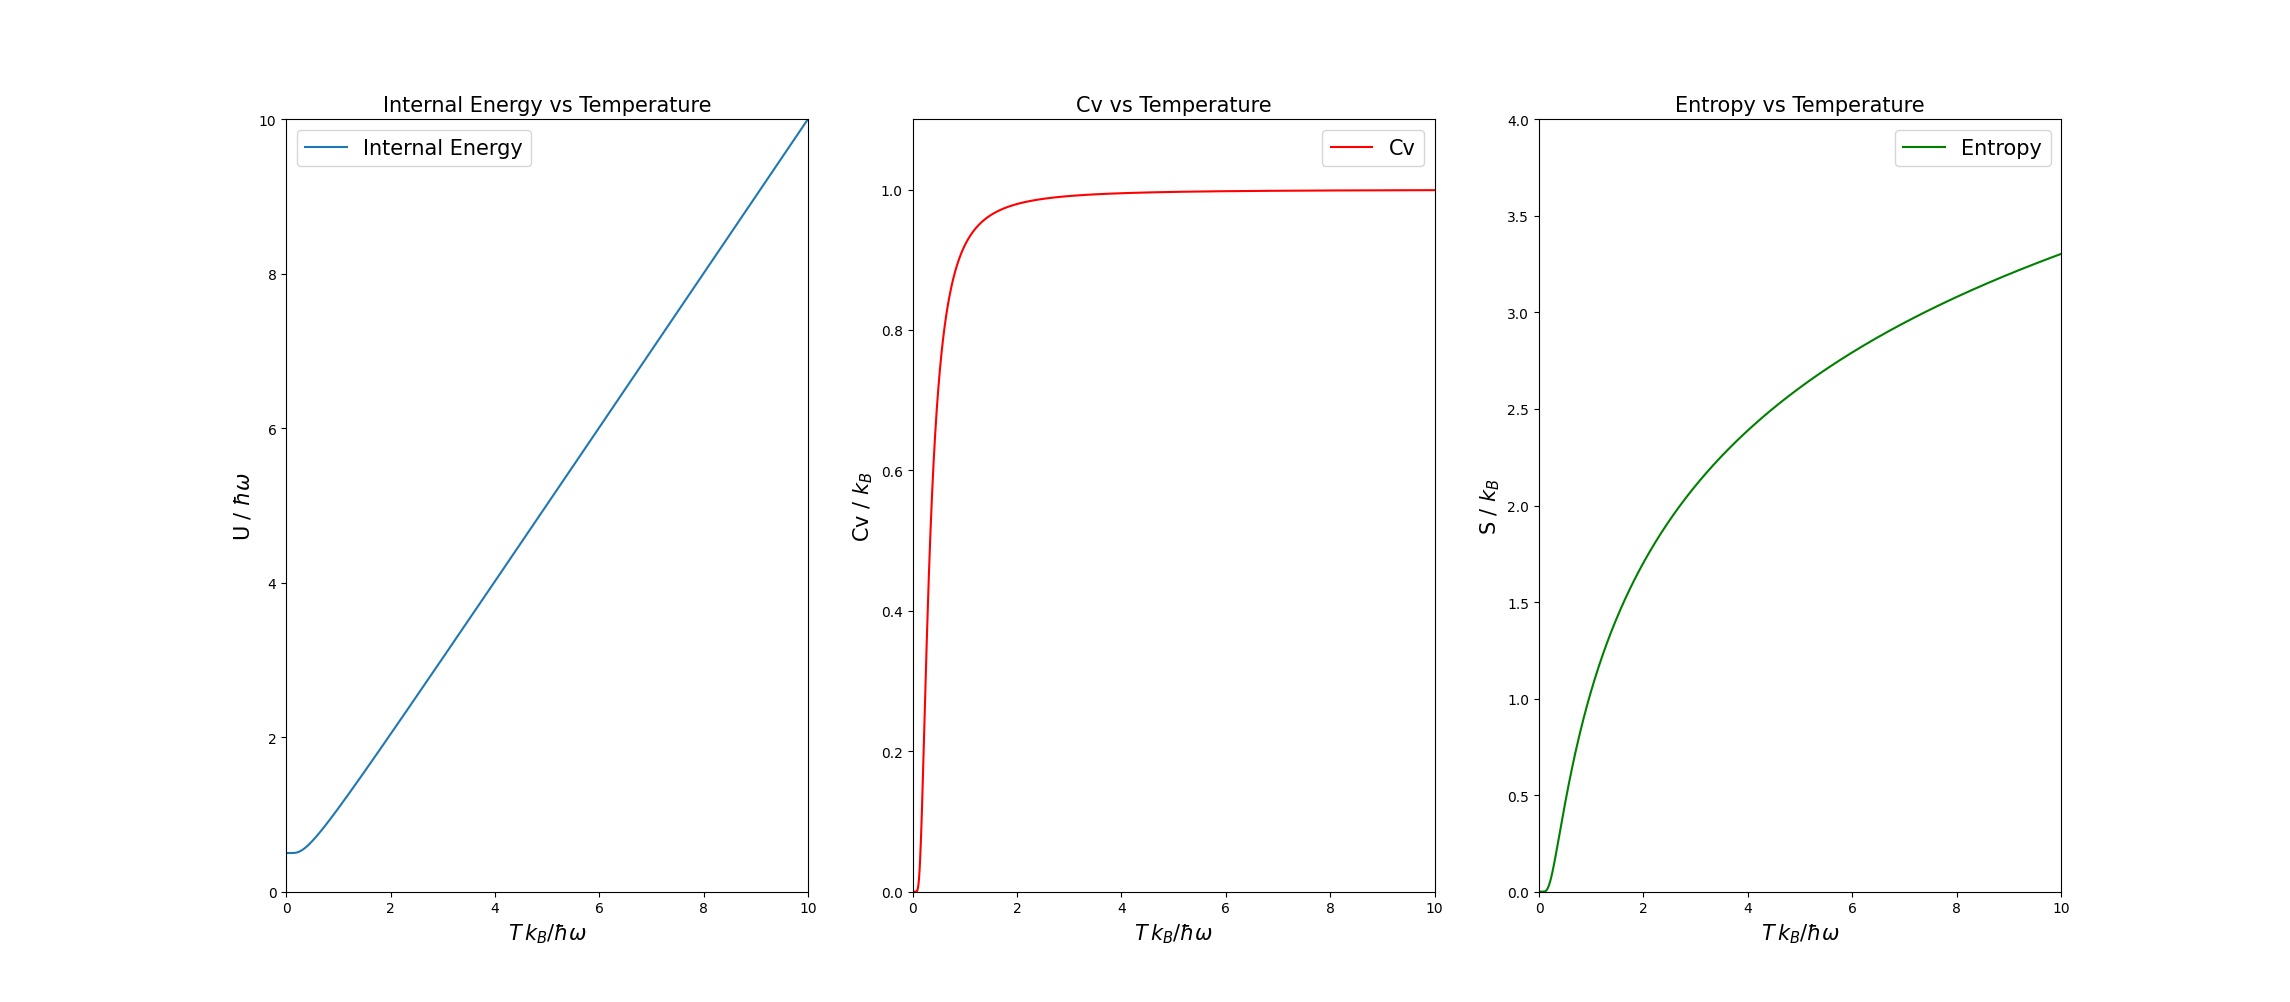 Internal Energy vs Temperature
Internal Energy
10
8
6
4
2
0
0 2 4 6 8 10
U / ℏω
T k_B/ℏω
Cv vs Temperature
Cv
1.0
0.8
0.6
0.4
0.2
0.0
0 2 4 6 8 10
Cv / k_B
T k_B/ℏω
Entropy vs Temperature
Entropy
4.0
3.5
3.0
2.5
2.0
1.5
1.0
0.5
0.0
0 2 4 6 8 10
S / k_B
T k_B/ℏω